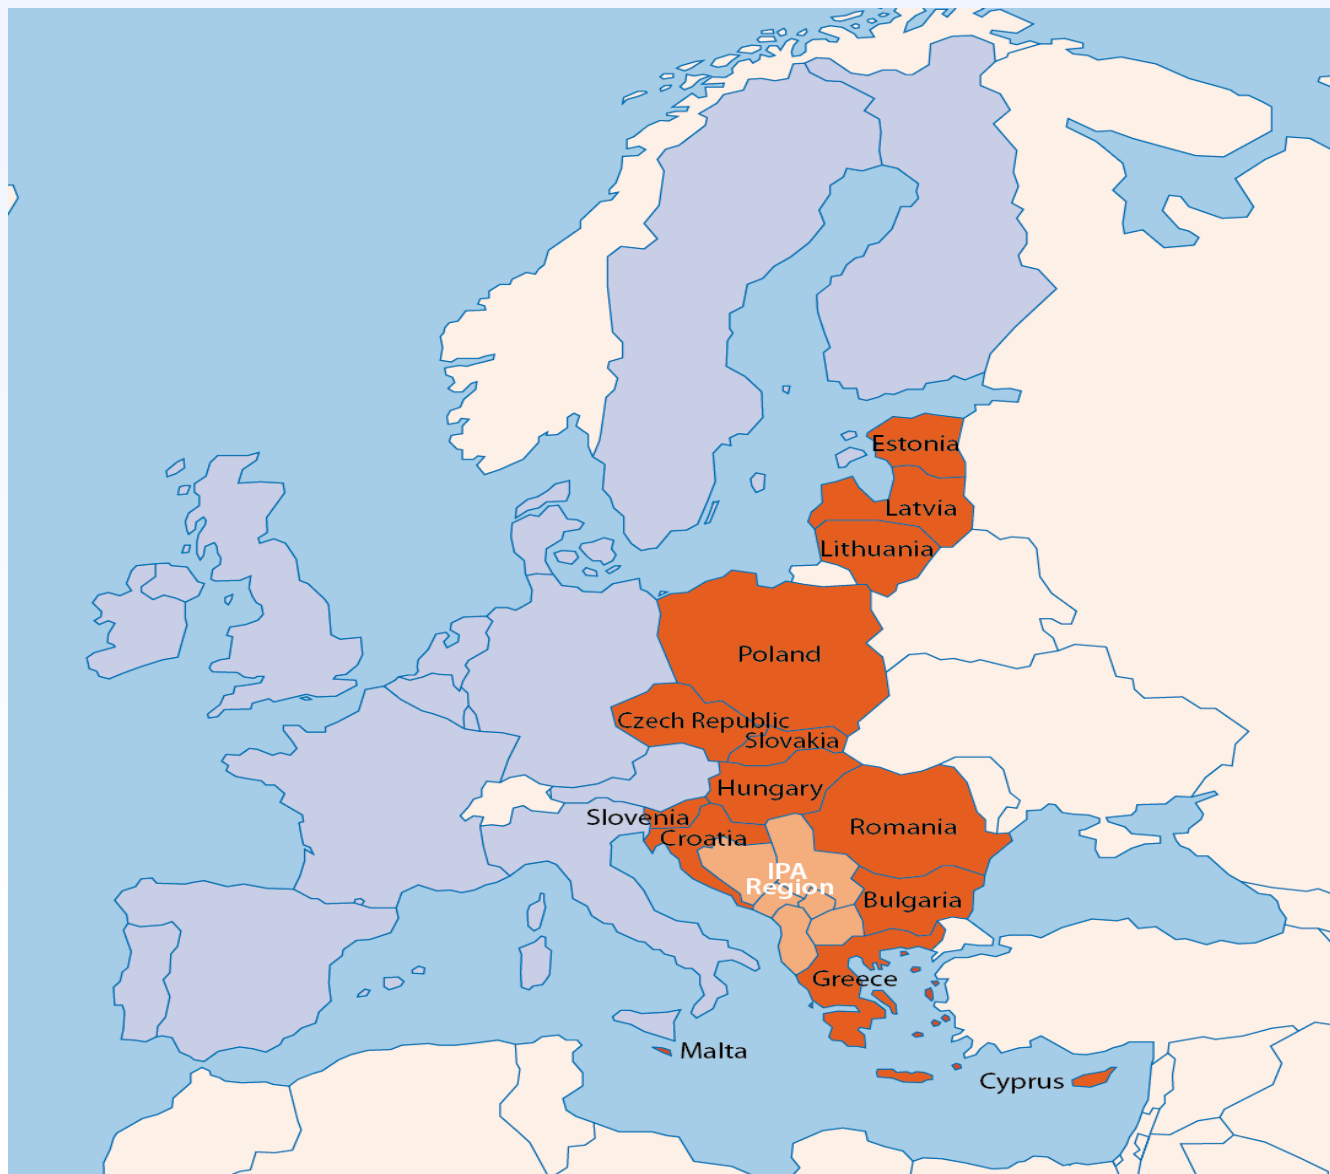 Estonia
Latvia
Lithuania
Poland
Czech Republic
Slovakia
Hungary
Slovenia
Croatia
Romania
IPA
Region
Bulgaria
Greece
Malta
Cyprus